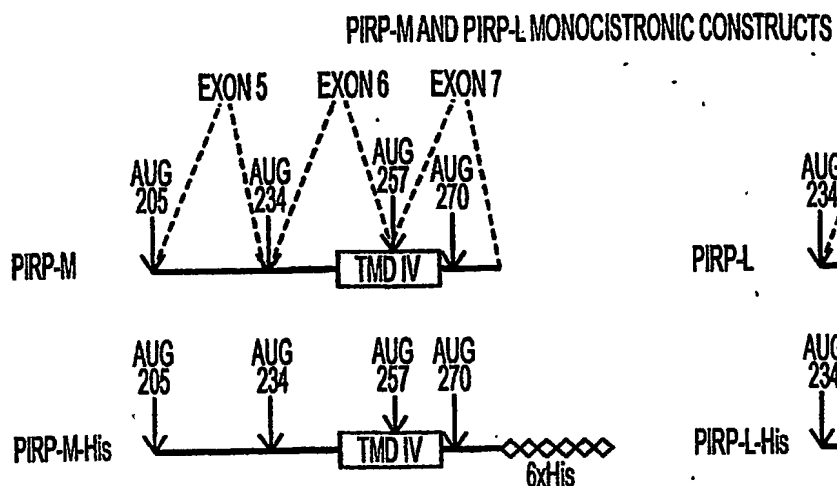 PIRP-M AND PIRP-L MONOCISTRONIC CONSTRUCTS
EXON 5 EXON 6 EXON 7
AUG 205
AUG 234
AUG 257
AUG 270
AUG 234
PIRP-M
TMD IV
PIRP-L
AUG 205
AUG 234
AUG 257
AUG 270
AUG 234
PIRP-M-His
TMD IV
6xHis
PIRP-L-His